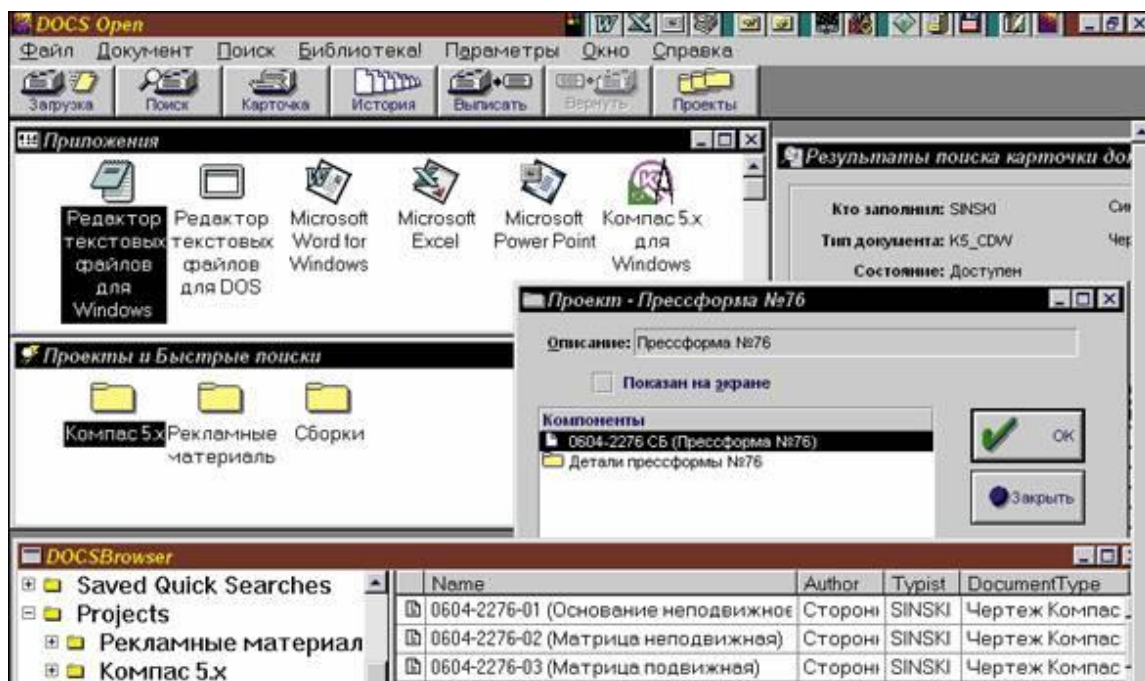 DOCS Open
Файл Документ Поиск Библиотека! Параметры Окно Справка
Загрузка Поиск Карточка История Выписать Вернуть Проекты
Приложения
Редактор текстовых файлов для Windows
Редактор текстовых файлов для DOS
Microsoft Word for Windows
Microsoft Excel
Microsoft Power Point
Компас 5.x для Windows
Результаты поиска карточки
Кто заполнил: SINSKI
Тип документа: K5_CDW
Состояние: Доступен
Проект - Прессформа №76
Описание: Прессформа №76
Показан на экране
Компоненты
0604-2276 СБ (Прессформа №76)
Детали прессформы №76
OK
Закрыть
Проекты и Быстрые поиски
Компас 5.x
Рекламные материаль
Сборки
DOCSBrowser
Saved Quick Searches
Projects
Рекламные материал
Компас 5.x
Name Author Typist DocumentType
0604-2276-01 (Основание неподвижное Сторон SINSKI Чертеж Компас
0604-2276-02 (Матрица неподвижная) Сторон SINSKI Чертеж Компас
0604-2276-03 (Матрица подвижная) Сторон SINSKI Чертеж Компас